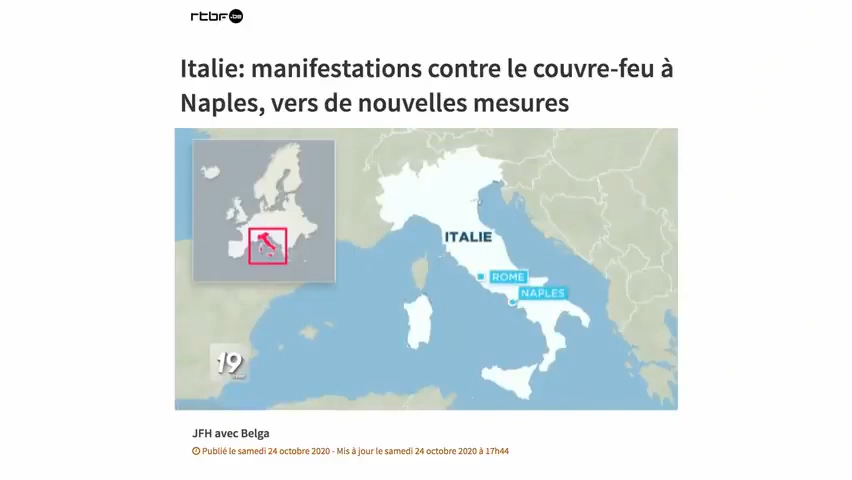 rtbf.be
Italie: manifestations contre le couvre-feu à
Naples, vers de nouvelles mesures
ITALIE
ROME
NAPLES
19
JFH avec Belga
Publié le samedi 24 octobre 2020 - Mis à jour le samedi 24 octobre 2020 à 17h44